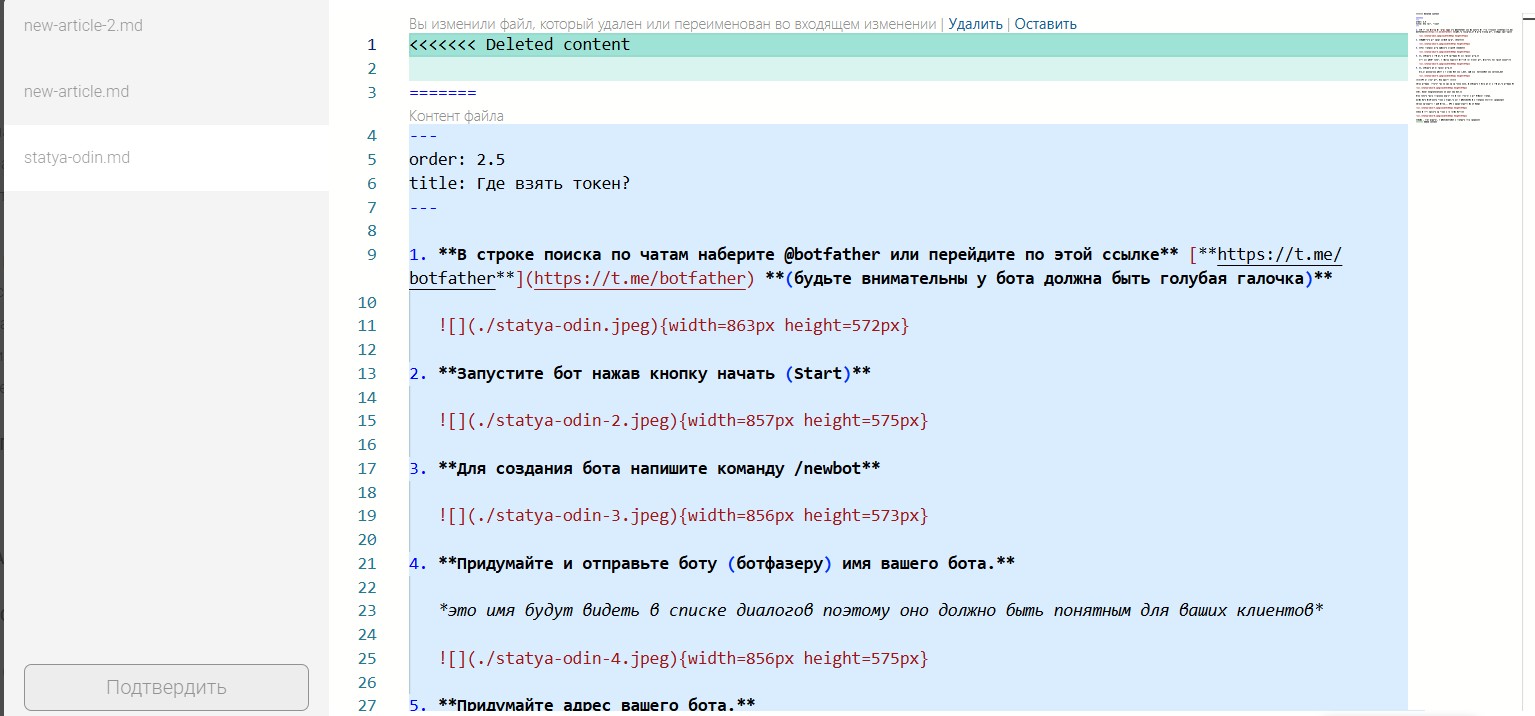 new-article-2.md
new-article.md
statya-odin.md
Подтвердить
Вы изменили файл, который удален или переименован во входящем изменении | Удалить | Оставить
1 <<<<<<< Deleted content
2
3 =======
Контент файла
4 ---
5 order: 2.5
6 title: Где взять токен?
7 ---
8
9 1. **В строке поиска по чатам наберите @botfather или перейдите по этой ссылке** [**https://t.me/
botfather**](https://t.me/botfather) **(будьте внимательны у бота должна быть голубая галочка)**
10
11 ![](./statya-odin.jpeg){width=863px height=572px}
12
13 2. **Запустите бот нажав кнопку начать (Start)**
14
15 ![](./statya-odin-2.jpeg){width=857px height=575px}
16
17 3. **Для создания бота напишите команду /newbot**
18
19 ![](./statya-odin-3.jpeg){width=856px height=573px}
20
21 4. **Придумайте и отправьте боту (ботфазеру) имя вашего бота.**
22
23 *это имя будут видеть в списке диалогов поэтому оно должно быть понятным для ваших клиентов*
24
25 ![](./statya-odin-4.jpeg){width=856px height=575px}
26
27 5. **Придумайте адрес вашего бота.**